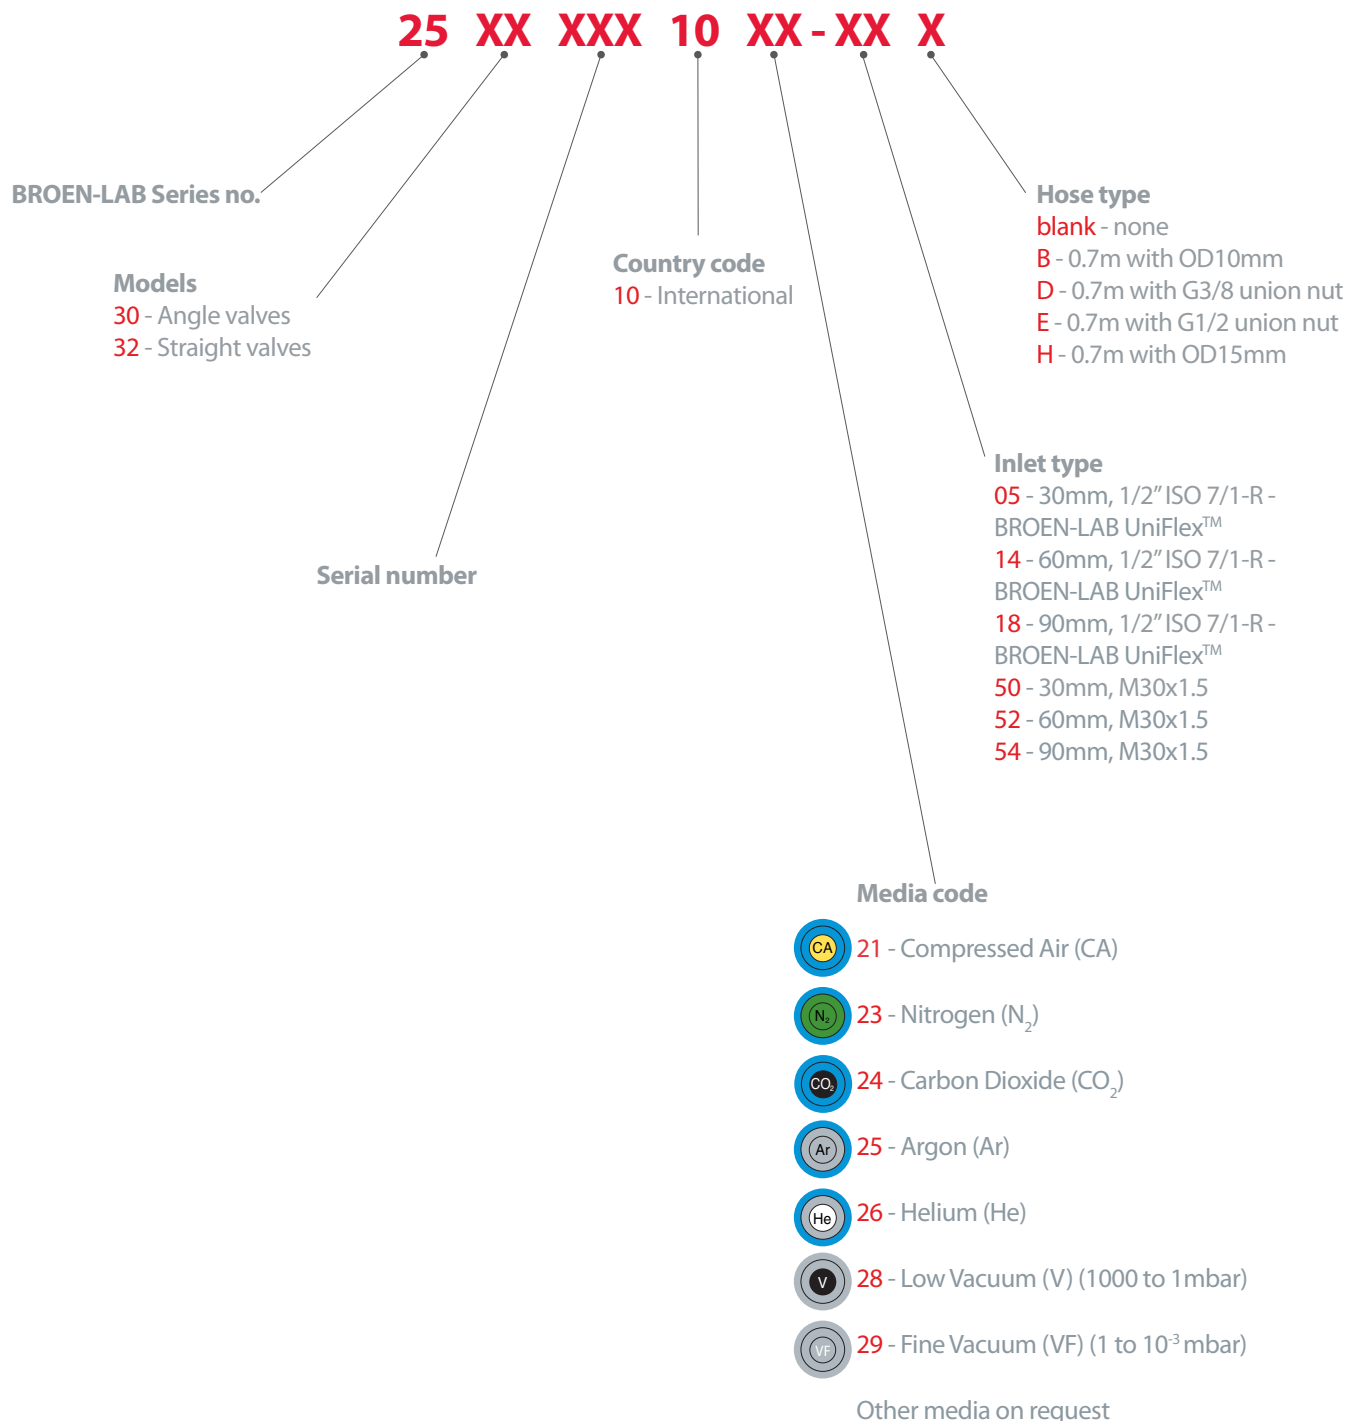 25 XX XXX 10 XX - XX X
BROEN-LAB Series no.
Models
30 - Angle valves
32 - Straight valves
Serial number
Country code
10 - International
Hose type
blank - none
B - 0.7m with OD10mm
D - 0.7m with G3/8 union nut
E - 0.7m with G1/2 union nut
H - 0.7m with OD15mm
Inlet type
05 - 30mm, 1/2” ISO 7/1-R -
BROEN-LAB UniFlex™
14 - 60mm, 1/2” ISO 7/1-R -
BROEN-LAB UniFlex™
18 - 90mm, 1/2” ISO 7/1-R -
BROEN-LAB UniFlex™
50 - 30mm, M30x1.5
52 - 60mm, M30x1.5
54 - 90mm, M30x1.5
Media code
CA 21 - Compressed Air (CA)
N₂ 23 - Nitrogen (N₂)
CO₂ 24 - Carbon Dioxide (CO₂)
Ar 25 - Argon (Ar)
He 26 - Helium (He)
V 28 - Low Vacuum (V) (1000 to 1mbar)
VF 29 - Fine Vacuum (VF) (1 to 10⁻³ mbar)
Other media on request